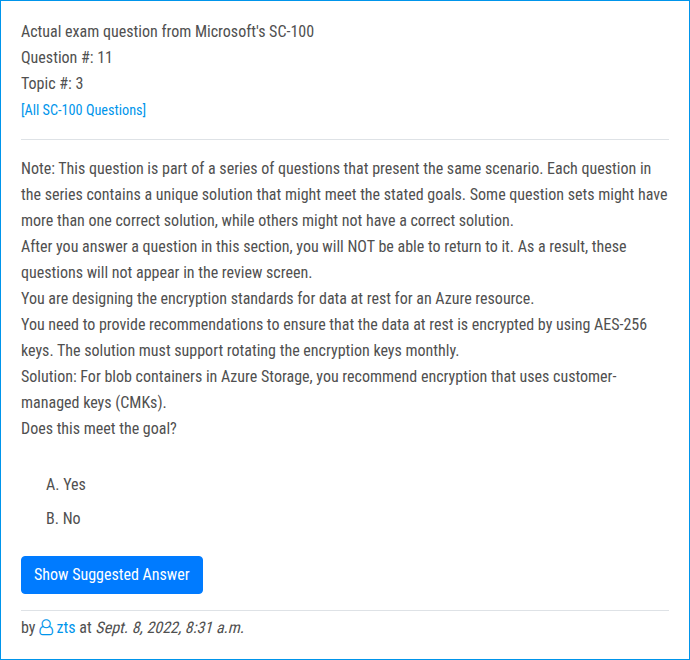 Actual exam question from Microsoft's SC-100
Question #: 11
Topic #: 3
[All SC-100 Questions]
Note: This question is part of a series of questions that present the same scenario. Each question in
the series contains a unique solution that might meet the stated goals. Some question sets might have
more than one correct solution, while others might not have a correct solution.
After you answer a question in this section, you will NOT be able to return to it. As a result, these
questions will not appear in the review screen.
You are designing the encryption standards for data at rest for an Azure resource.
You need to provide recommendations to ensure that the data at rest is encrypted by using AES-256
keys. The solution must support rotating the encryption keys monthly.
Solution: For blob containers in Azure Storage, you recommend encryption that uses customer-
managed keys (CMKs).
Does this meet the goal?
A. Yes
B. No
Show Suggested Answer
by zts at Sept. 8, 2022, 8:31 a.m.